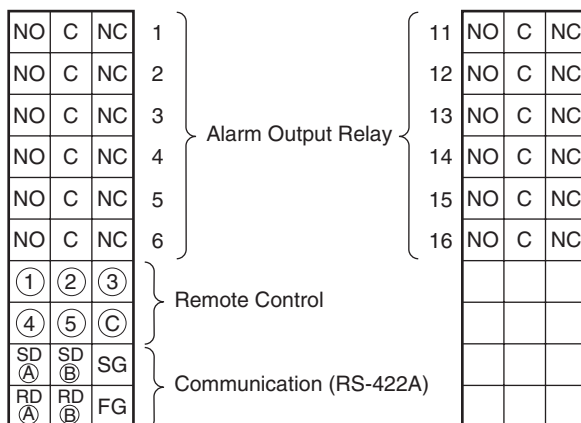 NO C NC 1 11 NO C NC
NO C NC 2 12 NO C NC
NO C NC 3 13 NO C NC
Alarm Output Relay
NO C NC 4 14 NO C NC
NO C NC 5 15 NO C NC
NO C NC 6 16 NO C NC
① ② ③
Remote Control
④ ⑤ Ⓒ
SD Ⓐ SD Ⓑ SG
Communication (RS-422A)
RD Ⓐ RD Ⓑ FG